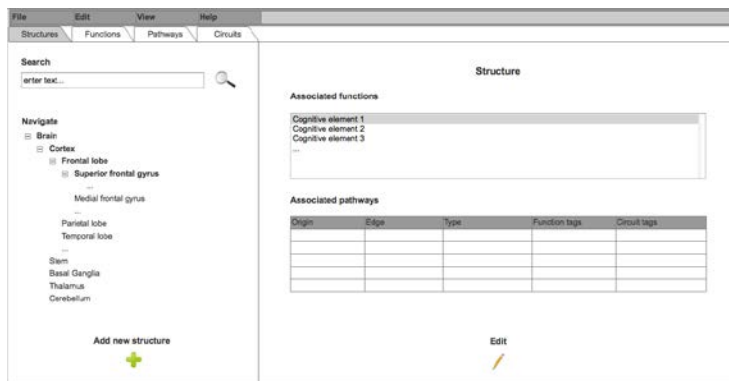 File Edit View Help
Structures Functions Pathways Circuits
Search
enter text...
Navigate
Brain
Cortex
Frontal lobe
Superior frontal gyrus
...
Medial frontal gyrus
...
Parietal lobe
Temporal lobe
...
Stem
Basal Ganglia
Thalamus
Cerebellum
Add new structure
Structure
Associated functions
Cognitive element 1
Cognitive element 2
Cognitive element 3
...
Associated pathways
Origin Edge Type Function tags Circuit tags
Edit